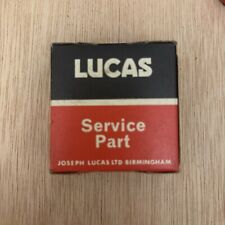 LUCAS
Service
Part
JOSEPH LUCAS LTD BIRMINGHAM